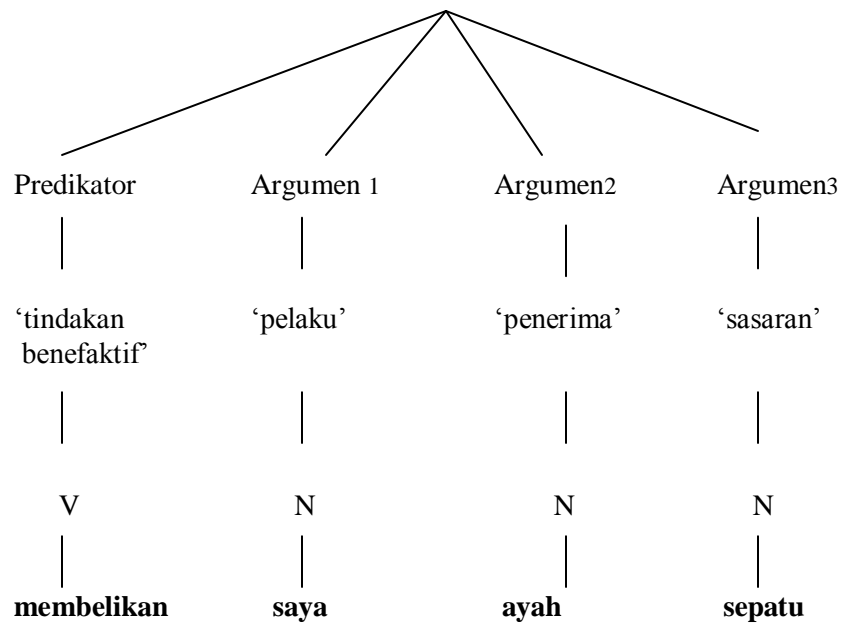 Predikator Argumen 1 Argumen2 Argumen3
‘tindakan ‘pelaku’ ‘penerima’ ‘sasaran’
benefaktif’
V N N N
membelikan saya ayah sepatu